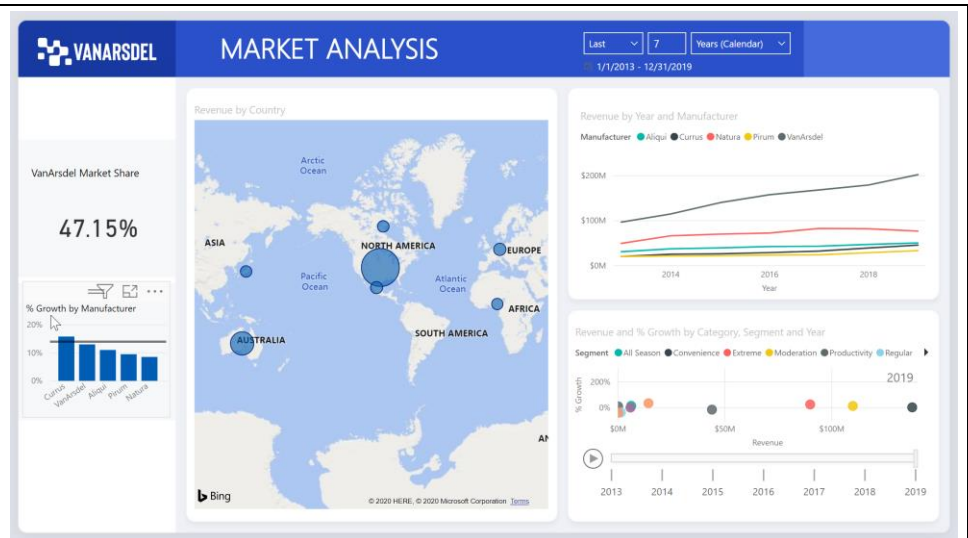 VANARSDEL
MARKET ANALYSIS
Last 7 Years (Calendar)
1/1/2013 - 12/31/2019
VanArsdel Market Share
47.15%
% Growth by Manufacturer
20%
10%
0%
Currus VanArsdel Aliqui Pirum Natura
Revenue by Country
Arctic
Ocean
ASIA
NORTH AMERICA
EUROPE
Pacific
Ocean
Atlantic
Ocean
AFRICA
SOUTH AMERICA
AUSTRALIA
AN
Bing
© 2020 HERE, © 2020 Microsoft Corporation Terms
Revenue by Year and Manufacturer
Manufacturer Aliqui Currus Natura Pirum VanArsdel
$200M
$100M
$0M
2014 2016 2018
Year
Revenue and % Growth by Category, Segment and Year
Segment All Season Convenience Extreme Moderation Productivity Regular
2019
% Growth
200%
0%
$0M $50M $100M
Revenue
2013 2014 2015 2016 2017 2018 2019